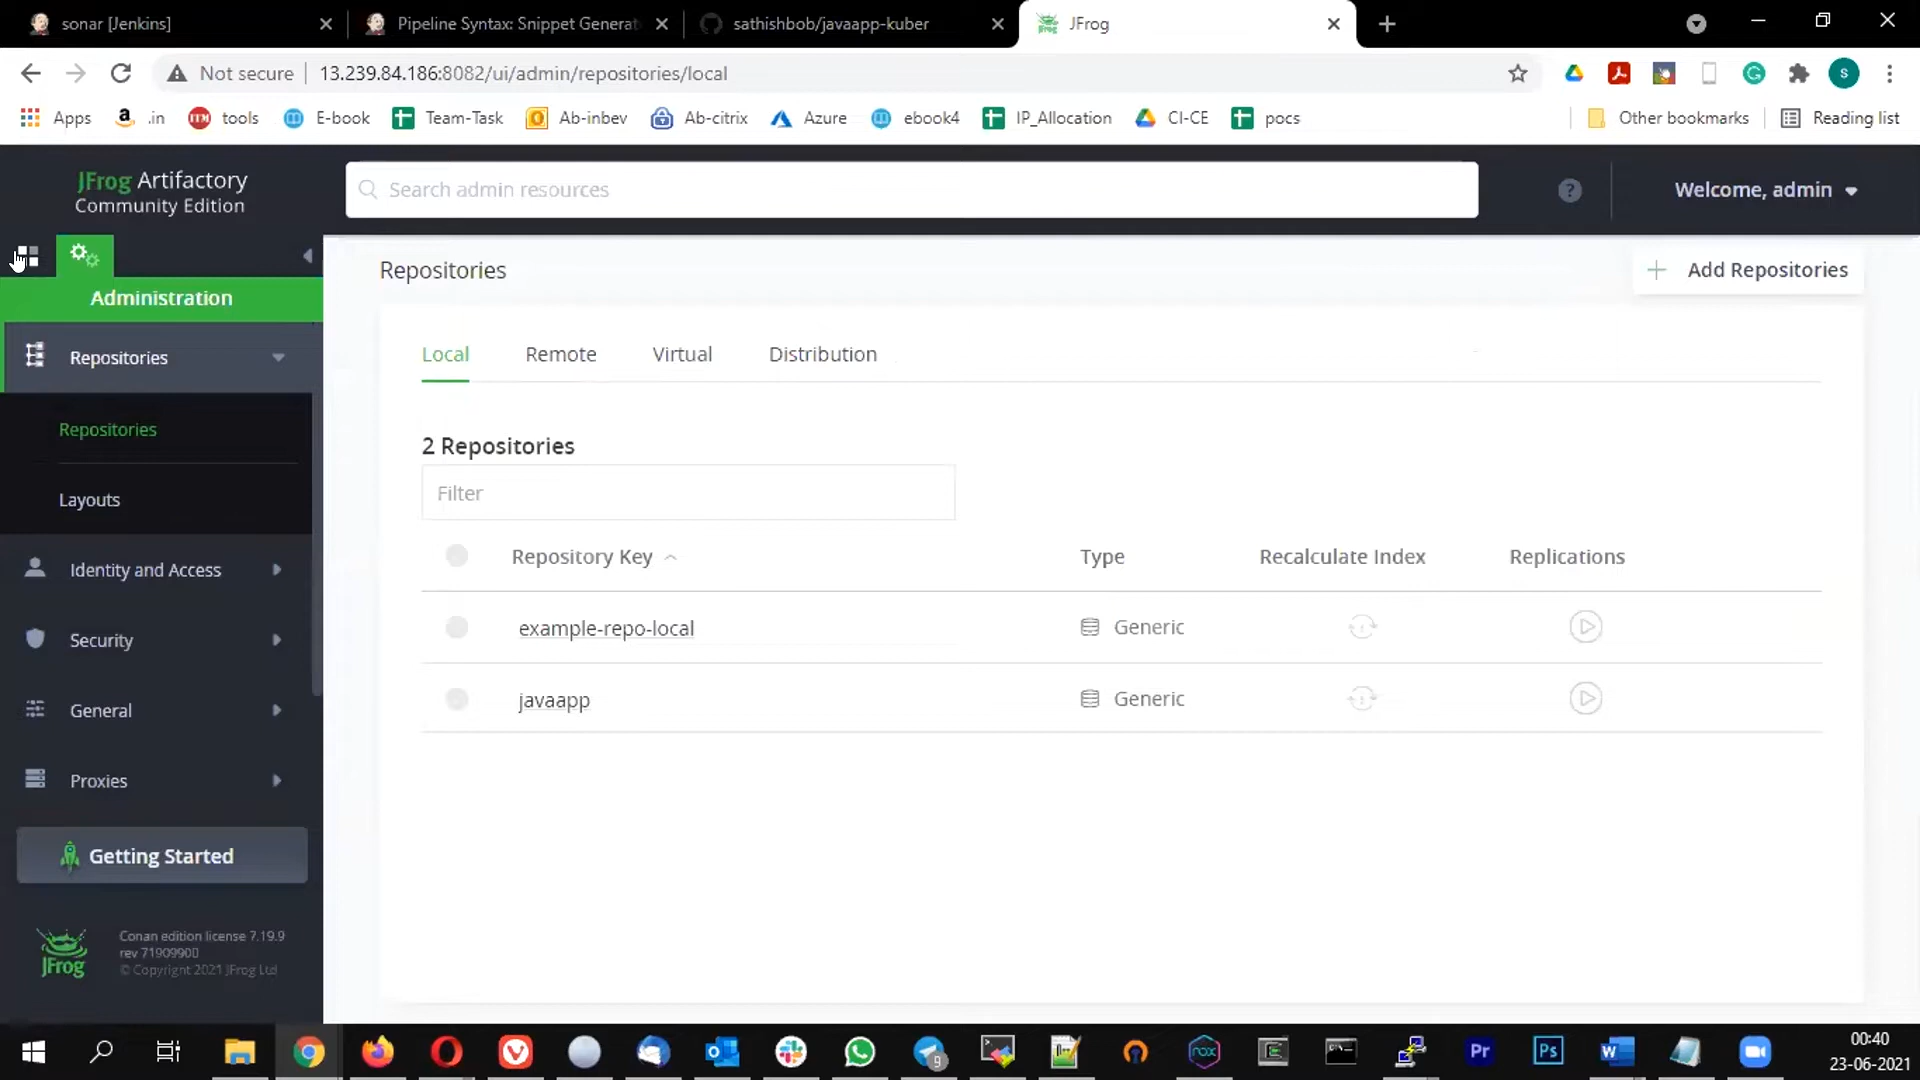 sonar [Jenkins]
Pipeline Syntax: Snippet Generat
sathishbob/javaapp-kuber
JFrog
Not secure
13.239.84.186:8082/ui/admin/repositories/local
S
Apps
.in
tools
E-book
Team-Task
Ab-inbev
Ab-citrix
Azure
ebook4
IP_Allocation
CI-CE
pocs
Other bookmarks
Reading list
JFrog Artifactory
Community Edition
Search admin resources
Welcome, admin
Administration
Repositories
Repositories
Layouts
Identity and Access
Security
General
Proxies
Getting Started
JFrog
Conan edition license 7.19.9
rev 71909900
© Copyright 2021 JFrog Ltd
Repositories
Add Repositories
Local
Remote
Virtual
Distribution
2 Repositories
Filter
Repository Key
Type
Recalculate Index
Replications
example-repo-local
Generic
javaapp
Generic
9
nox
Pr
Ps
W
00:40
23-06-2021